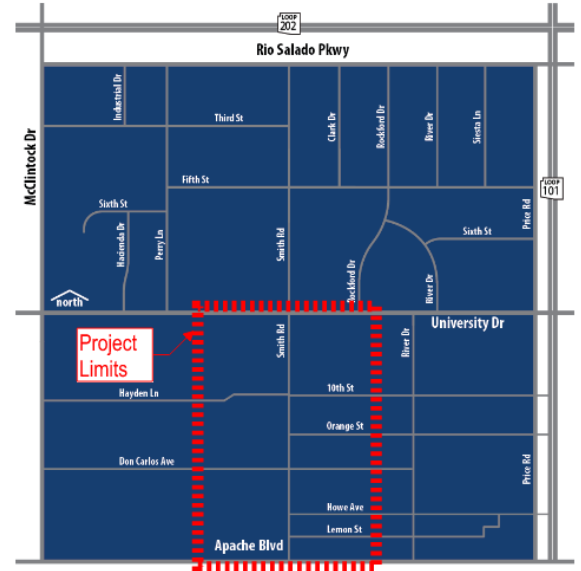 LOOP
202
Rio Salado Pkwy
McClintock Dr
Industrial Dr
Third St
Clark Dr
Rockford Dr
River Dr
Siesta Ln
Fifth St
LOOP
101
Sixth St
Hacienda Dr
Perry Ln
Smith Rd
Rockford Dr
River Dr
Sixth St
Price Rd
north
University Dr
Project
Limits
Smith Rd
River Dr
Hayden Ln
10th St
Orange St
Don Carlos Ave
Price Rd
Howe Ave
Lemon St
Apache Blvd